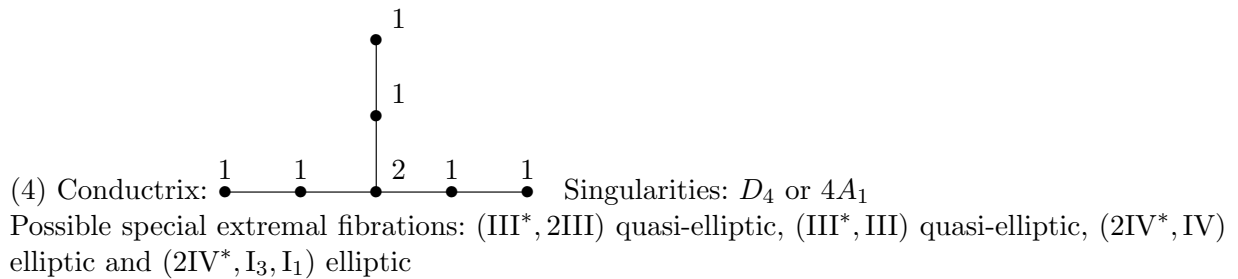 1
1
1 1 2 1 1
(4) Conductrix: Singularities: D₄ or 4A₁
Possible special extremal fibrations: (III*, 2III) quasi-elliptic, (III*, III) quasi-elliptic, (2IV*, IV)
elliptic and (2IV*, I₃, I₁) elliptic